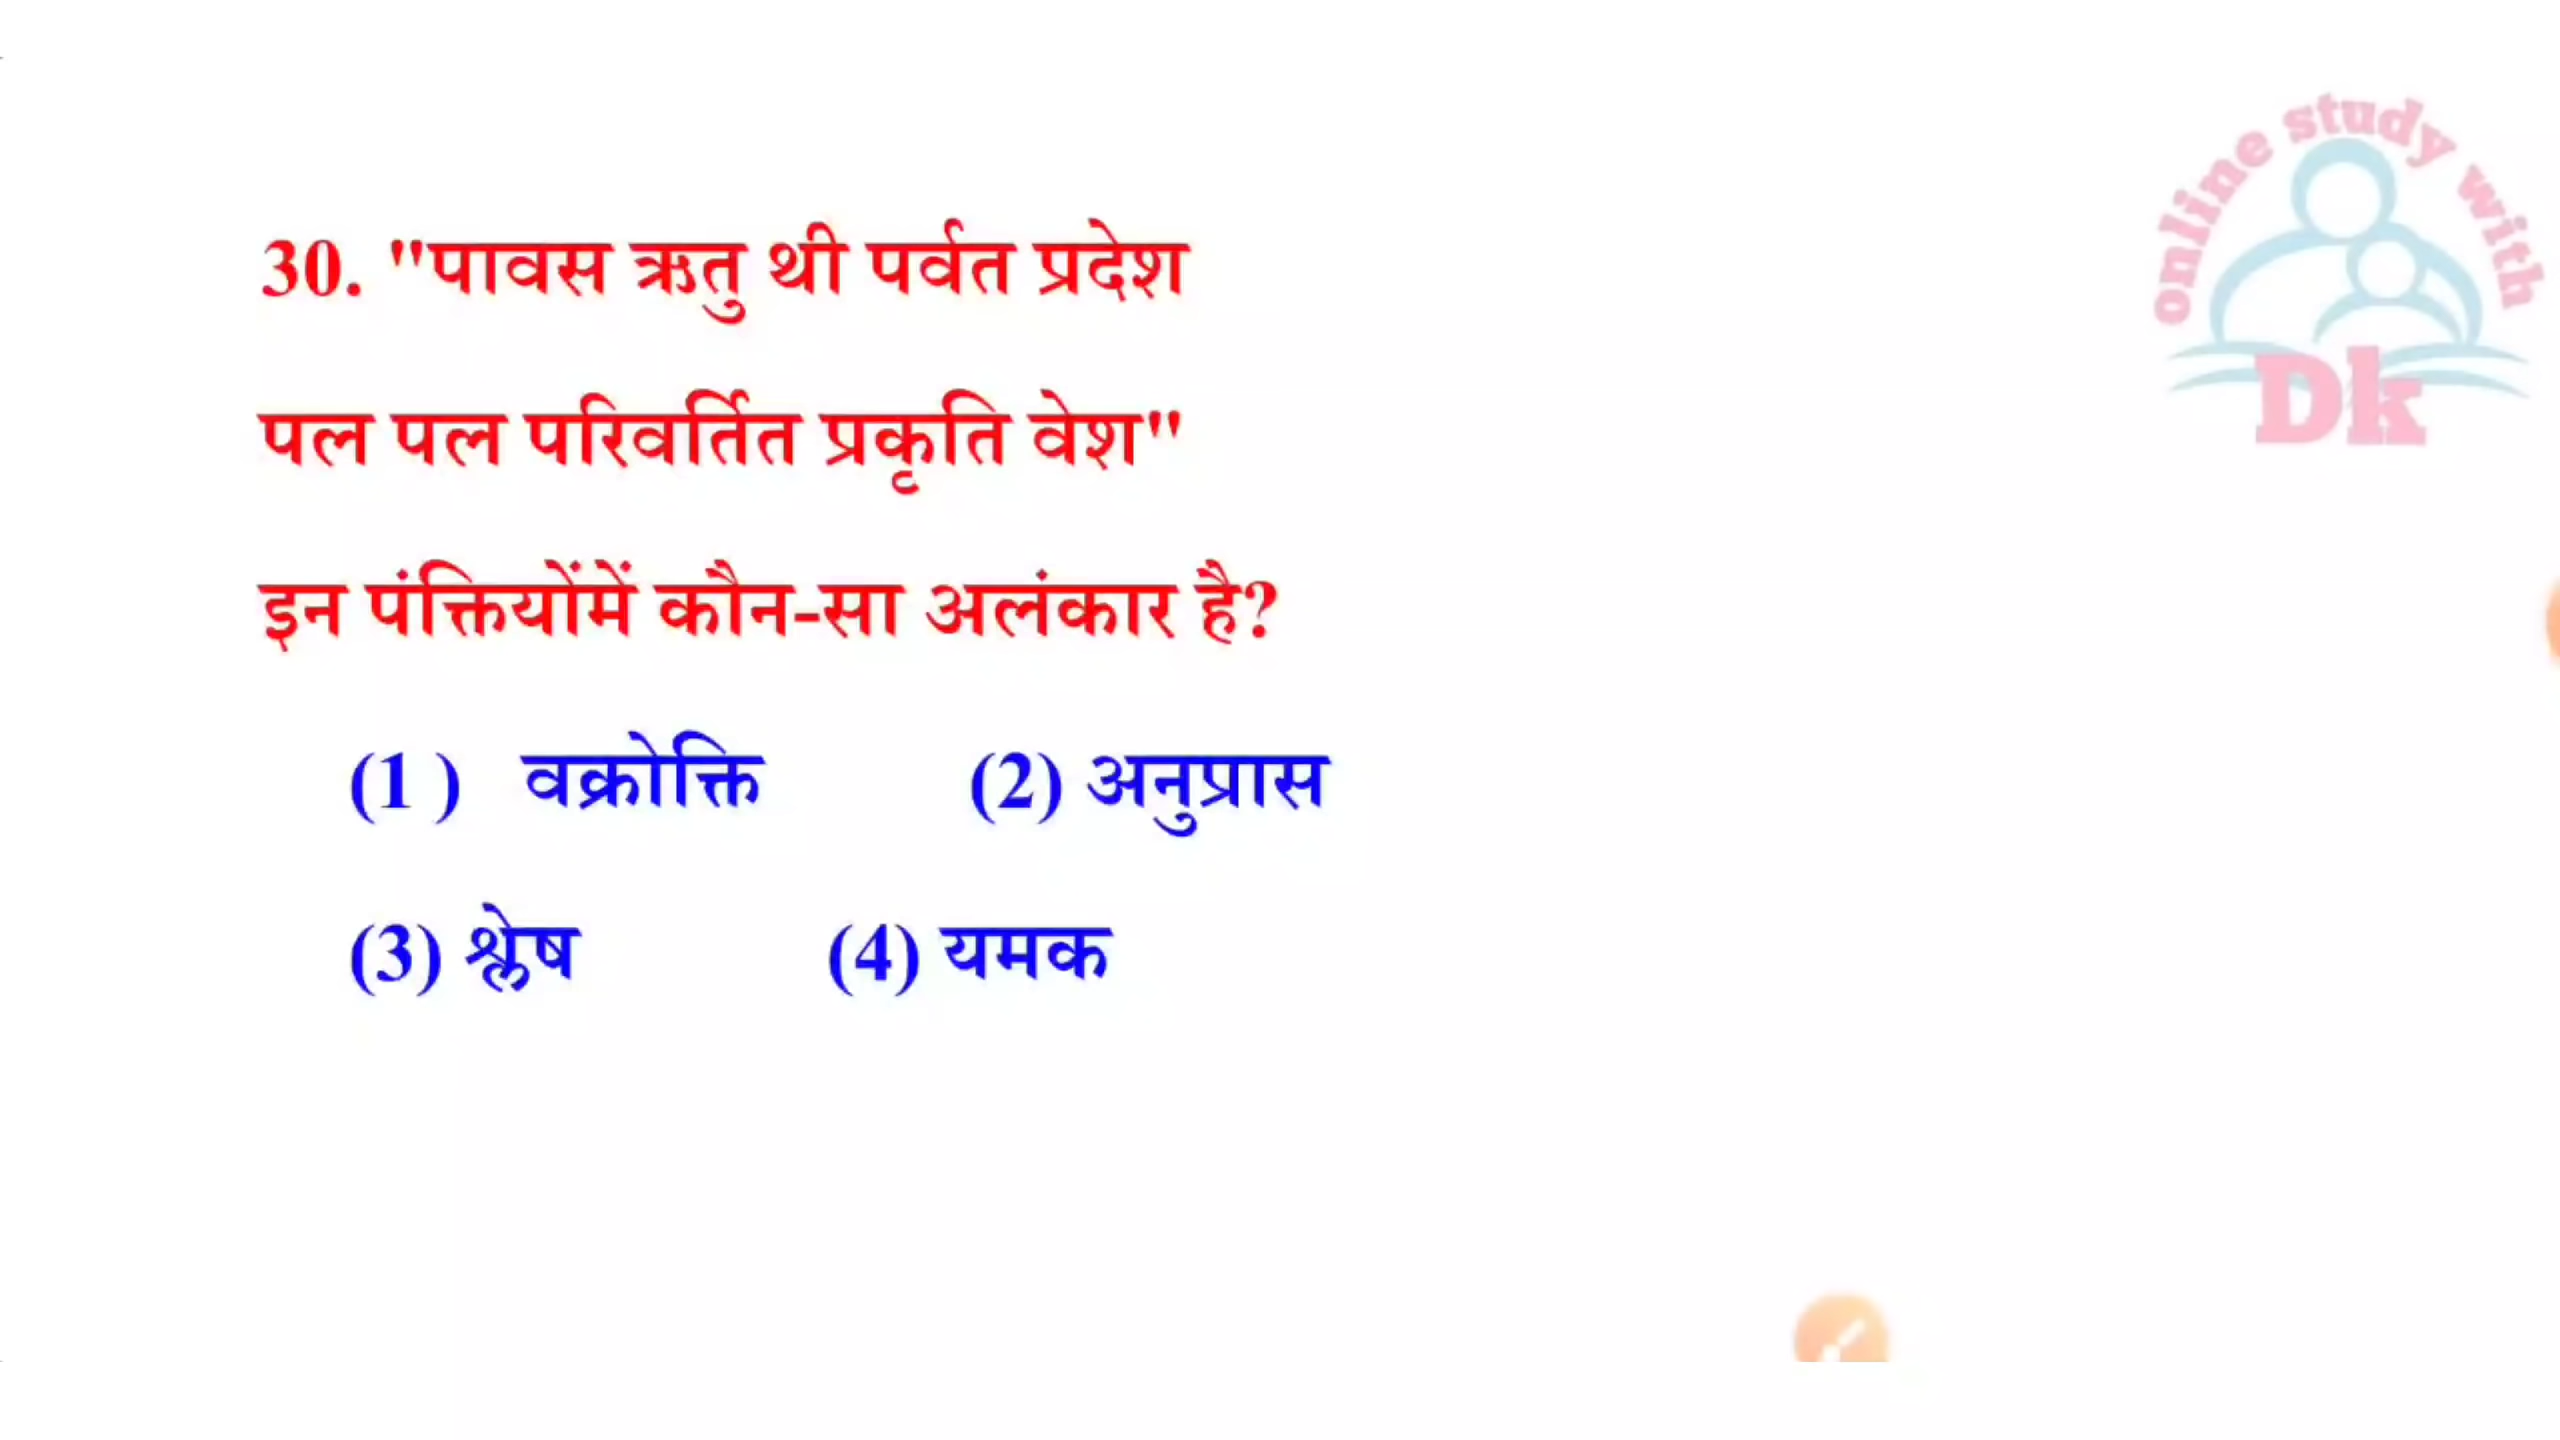 online study with
Dk
30. "पावस ऋतु थी पर्वत प्रदेश
पल पल परिवर्तित प्रकृति वेश"
इन पंक्तियोंमें कौन-सा अलंकार है?
(1 ) वक्रोक्ति (2) अनुप्रास
(3) श्लेष (4) यमक